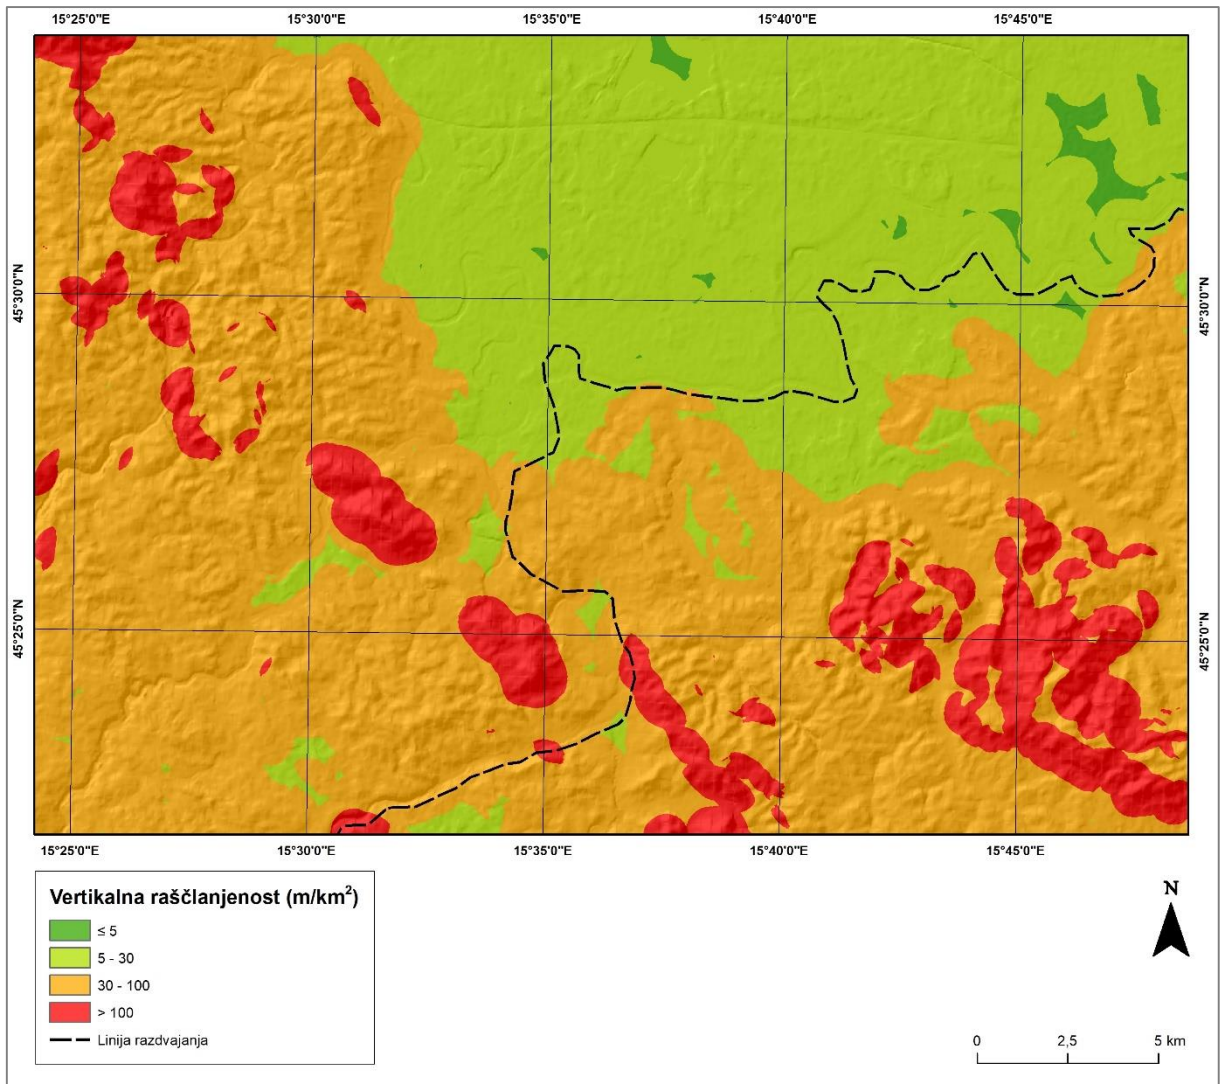 15°25'0"E 15°30'0"E 15°35'0"E 15°40'0"E 15°45'0"E
45°30'0"N 45°30'0"N
45°25'0"N 45°25'0"N
15°25'0"E 15°30'0"E 15°35'0"E 15°40'0"E 15°45'0"E
Vertikalna raščlanjenost (m/km²)
≤ 5
5 - 30
30 - 100
> 100
Linija razdvajanja
N
0 2,5 5 km